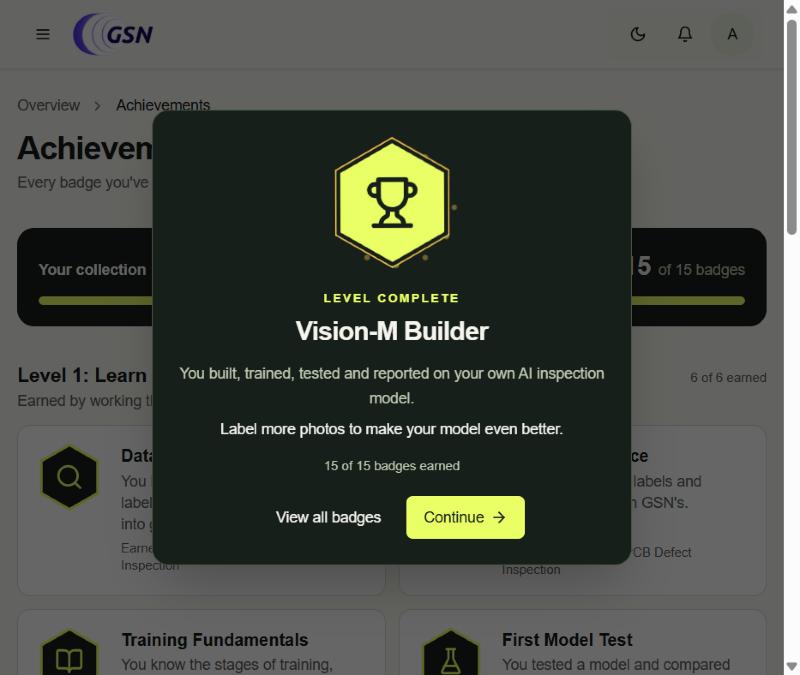 GSN
A
Overview > Achievements
Achievem
Every badge you've
Your collection
15 of 15 badges
LEVEL COMPLETE
Vision-M Builder
You built, trained, tested and reported on your own AI inspection
model.
Label more photos to make your model even better.
15 of 15 badges earned
View all badges
Continue →
Level 1: Learn
6 of 6 earned
Earned by working th
Data
You l
label
into g
Earne
Inspection
ce
labels and
n GSN's.
PCB Defect
Inspection
Training Fundamentals
You know the stages of training,
First Model Test
You tested a model and compared